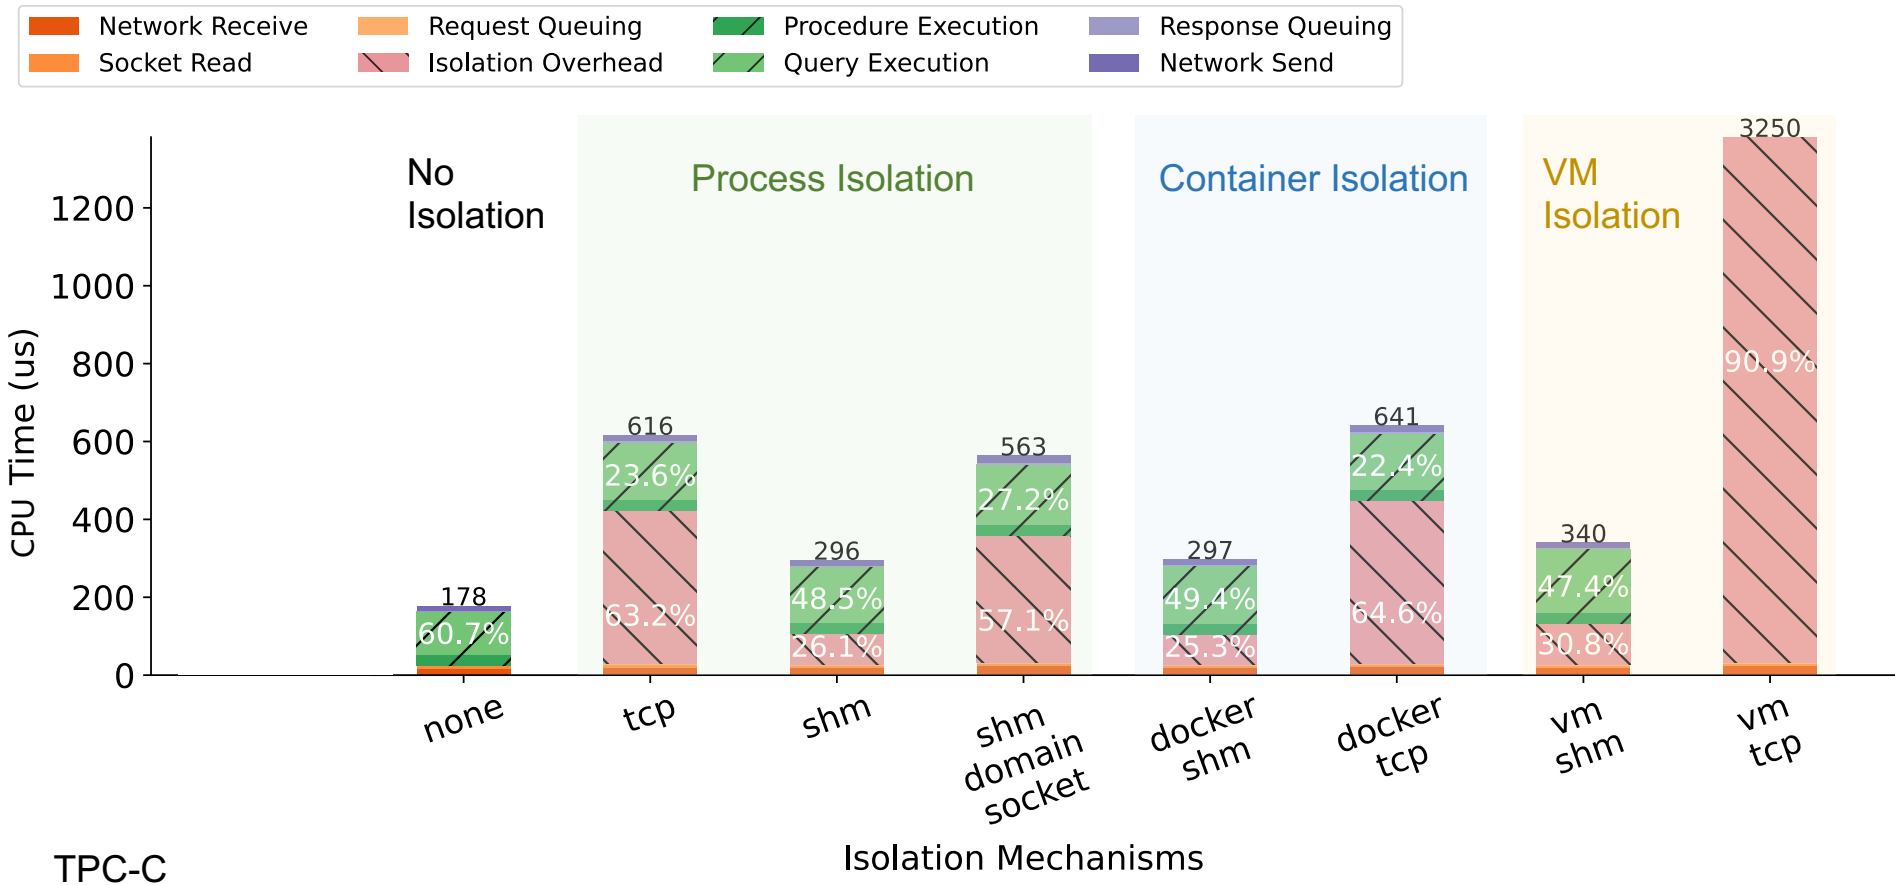 Network Receive
Socket Read
Request Queuing
Isolation Overhead
Procedure Execution
Query Execution
Response Queuing
Network Send
No
Isolation
Process Isolation
Container Isolation
VM
Isolation
CPU Time (us)
1200
1000
800
600
400
200
0
178
60.7%
616
23.6%
63.2%
296
48.5%
26.1%
563
27.2%
57.1%
297
49.4%
25.3%
641
22.4%
64.6%
340
47.4%
30.8%
3250
90.9%
none
tcp
shm
shm
domain
socket
docker
shm
docker
tcp
vm
shm
vm
tcp
Isolation Mechanisms
TPC-C